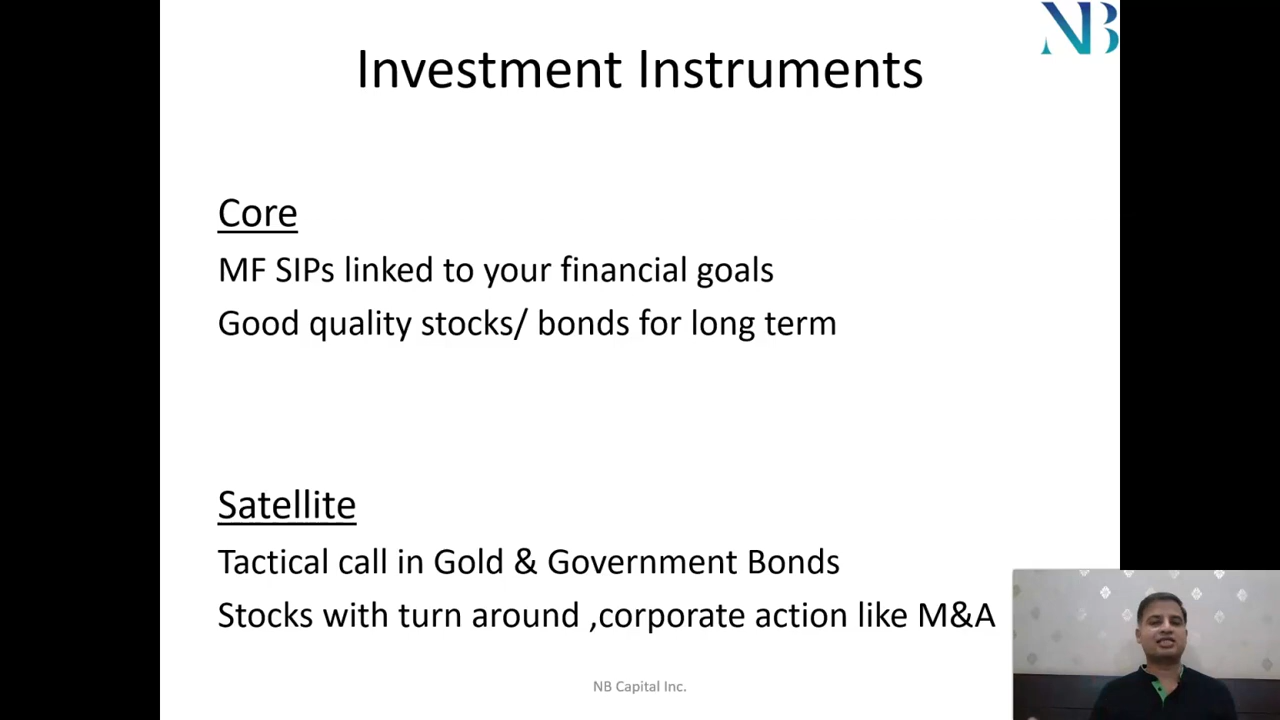 NB
Investment Instruments
Core
MF SIPs linked to your financial goals
Good quality stocks/ bonds for long term
Satellite
Tactical call in Gold & Government Bonds
Stocks with turn around ,corporate action like M&A
NB Capital Inc.